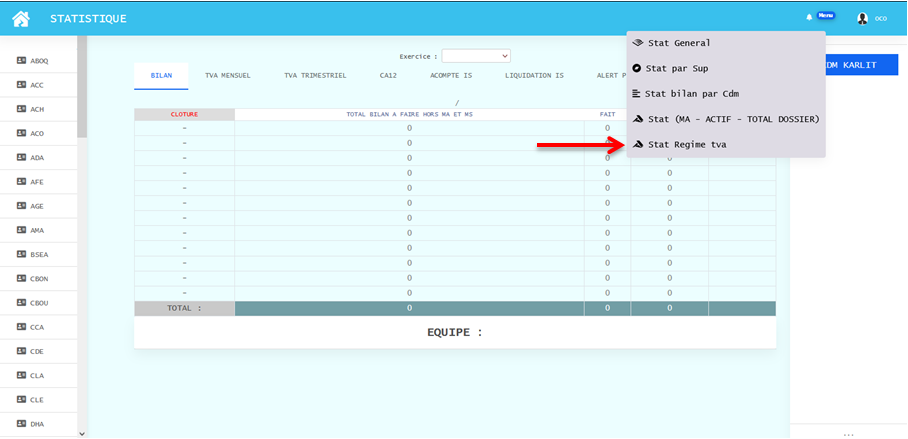 STATISTIQUE
Menu
oco
ABOQ
ACC
ACH
ACO
ADA
AFE
AGE
AMA
BSEA
CBON
CBOU
CCA
CDE
CLA
CLE
DHA
Exercice :
BILAN TVA MENSUEL TVA TRIMESTRIEL CA12 ACOMPTE IS LIQUIDATION IS ALERT P
/
CLOTURE TOTAL BILAN A FAIRE HORS MA ET MS FAIT
- 0 0
- 0 0
- 0 0 0
- 0 0 0
- 0 0 0
- 0 0 0
- 0 0 0
- 0 0 0
- 0 0 0
- 0 0 0
- 0 0 0
- 0 0 0
TOTAL : 0 0 0
EQUIPE :
Stat General
Stat par Sup
Stat bilan par Cdm
Stat (MA - ACTIF - TOTAL DOSSIER)
Stat Regime tva
DM KARLIT
...